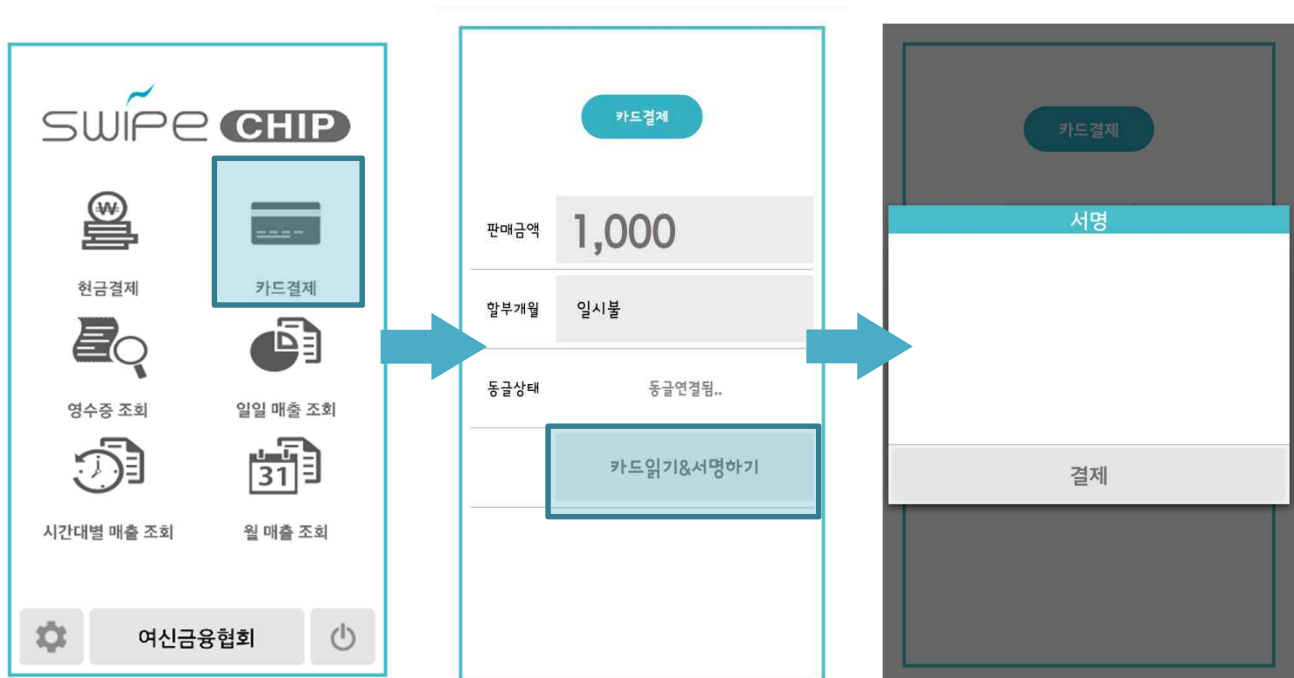 swipe CHIP
현금결제
카드결제
영수증 조회
일일 매출 조회
31
시간대별 매출 조회
월 매출 조회
여신금융협회
카드결제
판매금액
1,000
할부개월
일시불
동글상태
동글연결됨..
카드읽기&서명하기
카드결제
서명
결제